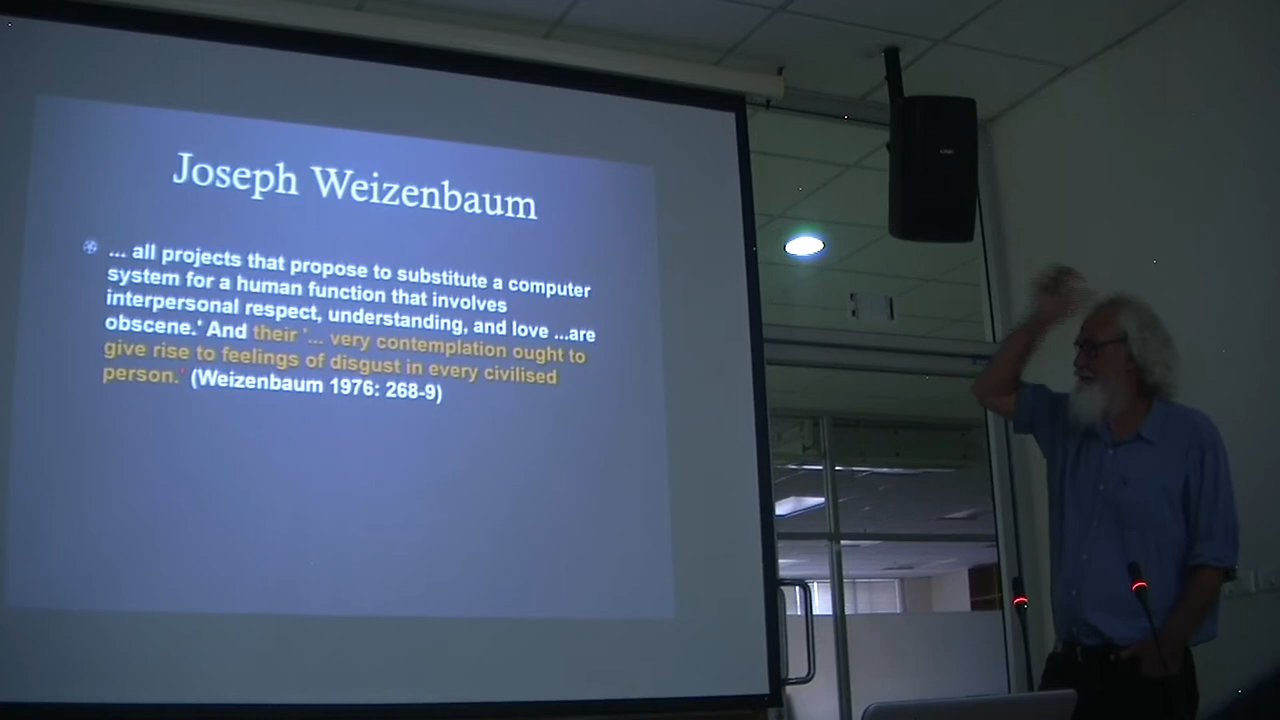 Joseph Weizenbaum
... all projects that propose to substitute a computer
system for a human function that involves
interpersonal respect, understanding, and love ...are
obscene.' And their '... very contemplation ought to
give rise to feelings of disgust in every civilised
person.' (Weizenbaum 1976: 268-9)